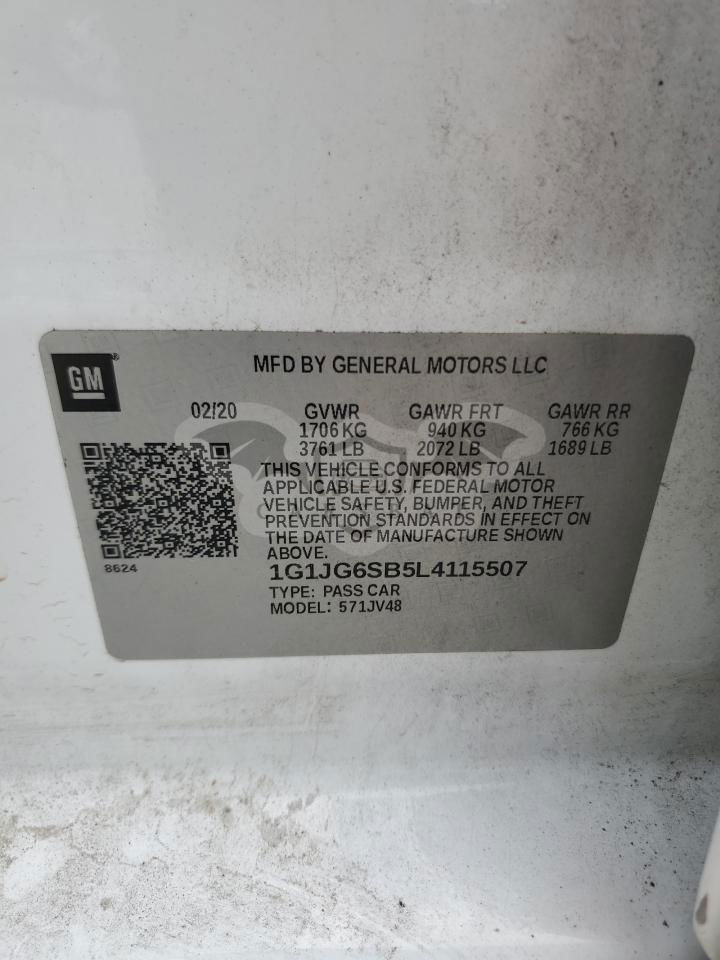 GM
MFD BY GENERAL MOTORS LLC
02/20 GVWR GAWR FRT GAWR RR
1706 KG 940 KG 766 KG
3761 LB 2072 LB 1689 LB
THIS VEHICLE CONFORMS TO ALL
APPLICABLE U.S. FEDERAL MOTOR
VEHICLE SAFETY, BUMPER, AND THEFT
PREVENTION STANDARDS IN EFFECT ON
THE DATE OF MANUFACTURE SHOWN
ABOVE.
8624
1G1JG6SB5L4115507
TYPE: PASS CAR
MODEL: 571JV48